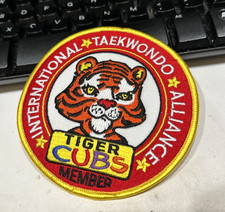 INTERNATIONAL ★ TAEKWONDO ★ ALLIANCE
TIGER
CUBS
MEMBER